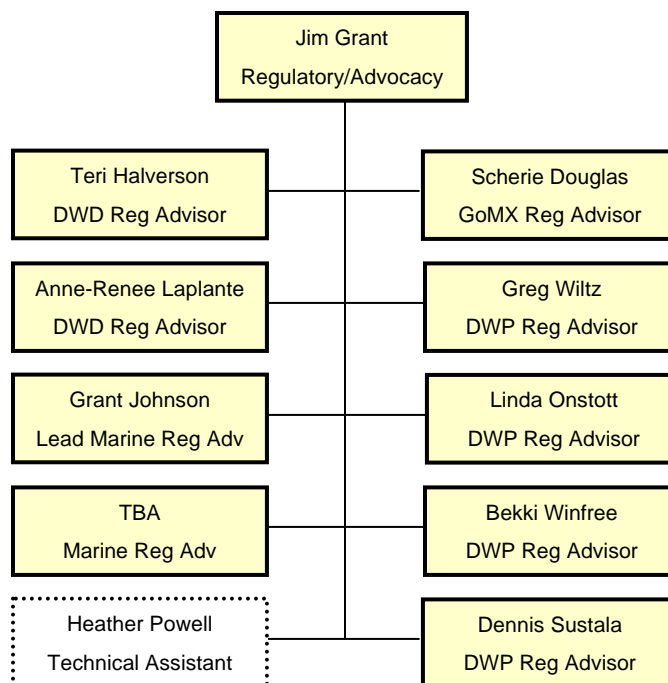 Jim Grant
Regulatory/Advocacy
Teri Halverson
DWD Reg Advisor
Scherie Douglas
GoMX Reg Advisor
Anne-Renee Laplante
DWD Reg Advisor
Greg Wiltz
DWP Reg Advisor
Grant Johnson
Lead Marine Reg Adv
Linda Onstott
DWP Reg Advisor
TBA
Marine Reg Adv
Bekki Winfree
DWP Reg Advisor
Heather Powell
Technical Assistant
Dennis Sustala
DWP Reg Advisor